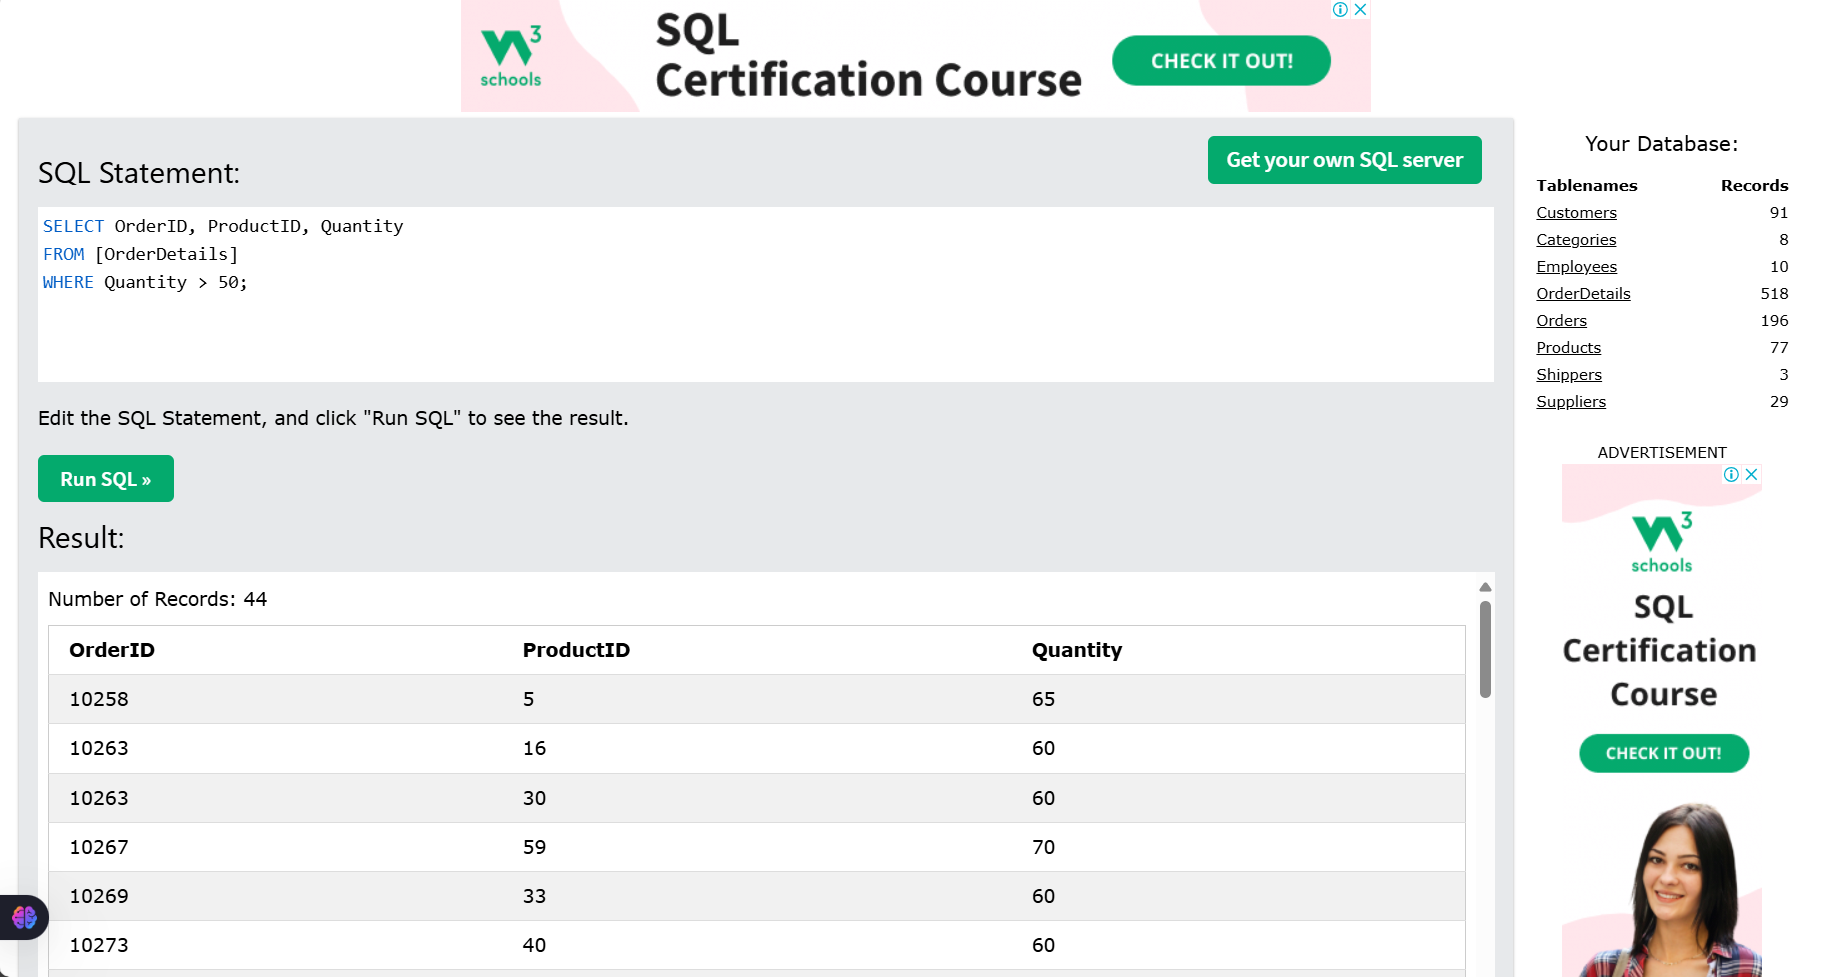 W3 schools
SQL
Certification Course
CHECK IT OUT!
SQL Statement:
Get your own SQL server
SELECT OrderID, ProductID, Quantity
FROM [OrderDetails]
WHERE Quantity > 50;
Edit the SQL Statement, and click "Run SQL" to see the result.
Run SQL »
Result:
Number of Records: 44
OrderID ProductID Quantity
10258 5 65
10263 16 60
10263 30 60
10267 59 70
10269 33 60
10273 40 60
Your Database:
Tablenames Records
Customers 91
Categories 8
Employees 10
OrderDetails 518
Orders 196
Products 77
Shippers 3
Suppliers 29
ADVERTISEMENT
W3 schools
SQL
Certification
Course
CHECK IT OUT!